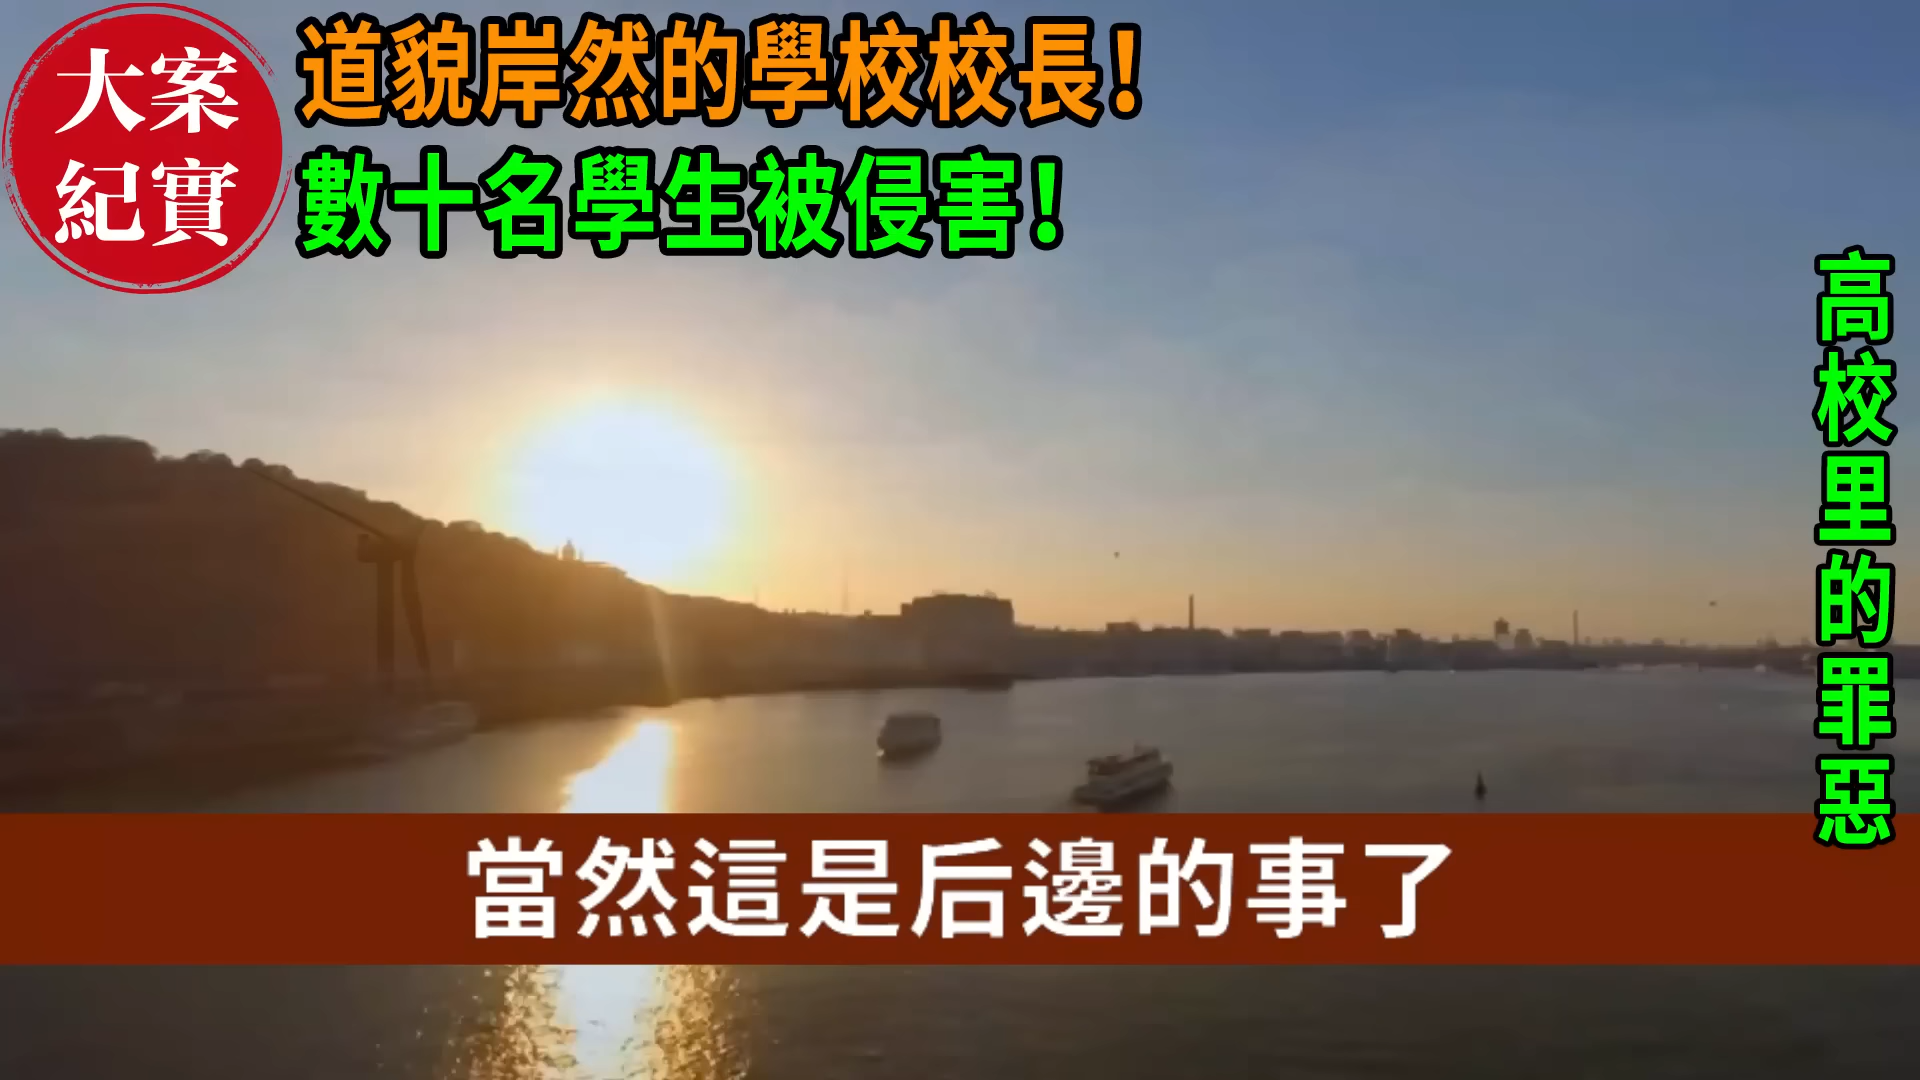 大案
紀實
道貌岸然的學校校長！
數十名學生被侵害！
高校里的罪惡
當然這是后邊的事了